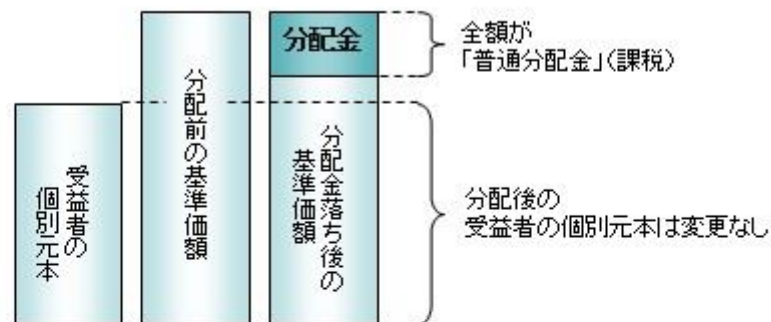 分配金
全額が
「普通分配金」(課税)
受益者の
個別元本
分配前の基準価額
分配金落ち後の
基準価額
分配後の
受益者の個別元本は変更なし